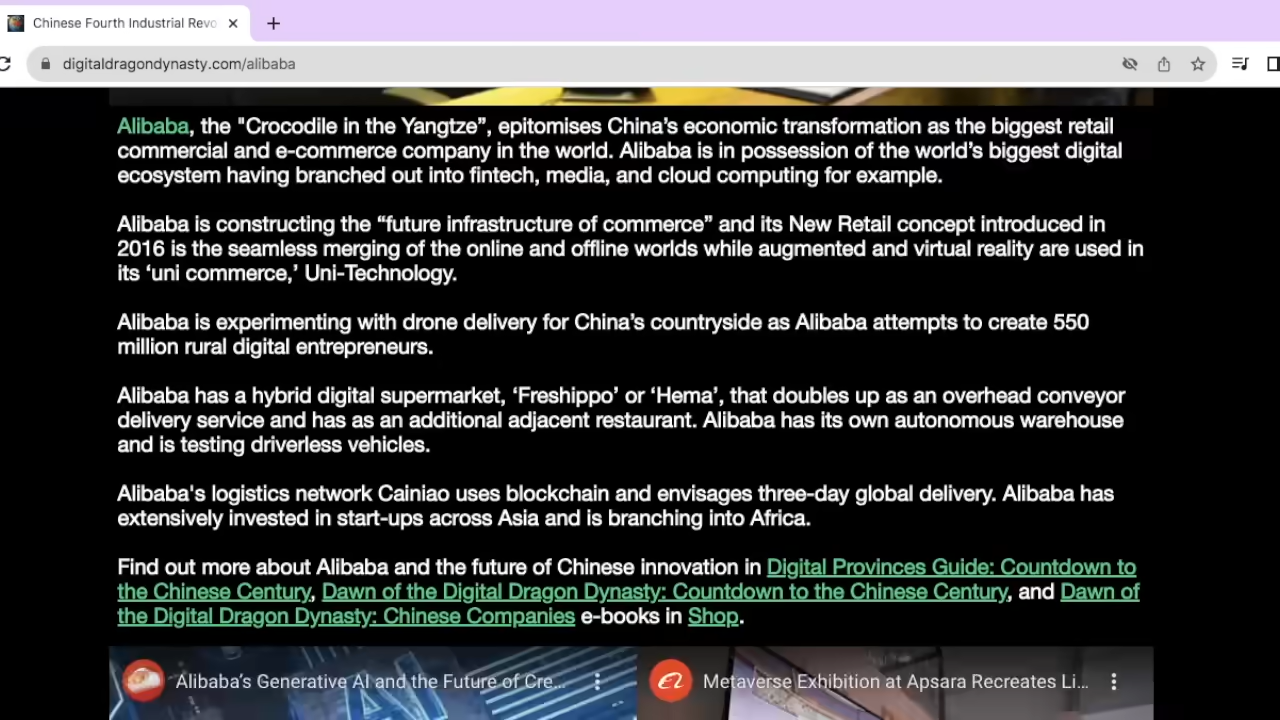 Chinese Fourth Industrial Revo
digitaldragondynasty.com/alibaba
Alibaba, the "Crocodile in the Yangtze”, epitomises China’s economic transformation as the biggest retail
commercial and e-commerce company in the world. Alibaba is in possession of the world’s biggest digital
ecosystem having branched out into fintech, media, and cloud computing for example.
Alibaba is constructing the “future infrastructure of commerce” and its New Retail concept introduced in
2016 is the seamless merging of the online and offline worlds while augmented and virtual reality are used in
its ‘uni commerce,’ Uni-Technology.
Alibaba is experimenting with drone delivery for China’s countryside as Alibaba attempts to create 550
million rural digital entrepreneurs.
Alibaba has a hybrid digital supermarket, ‘Freshippo’ or ‘Hema’, that doubles up as an overhead conveyor
delivery service and has as an additional adjacent restaurant. Alibaba has its own autonomous warehouse
and is testing driverless vehicles.
Alibaba's logistics network Cainiao uses blockchain and envisages three-day global delivery. Alibaba has
extensively invested in start-ups across Asia and is branching into Africa.
Find out more about Alibaba and the future of Chinese innovation in Digital Provinces Guide: Countdown to
the Chinese Century, Dawn of the Digital Dragon Dynasty: Countdown to the Chinese Century, and Dawn of
the Digital Dragon Dynasty: Chinese Companies e-books in Shop.
Alibaba’s Generative AI and the Future of Cre...
Metaverse Exhibition at Apsara Recreates Li...
AI